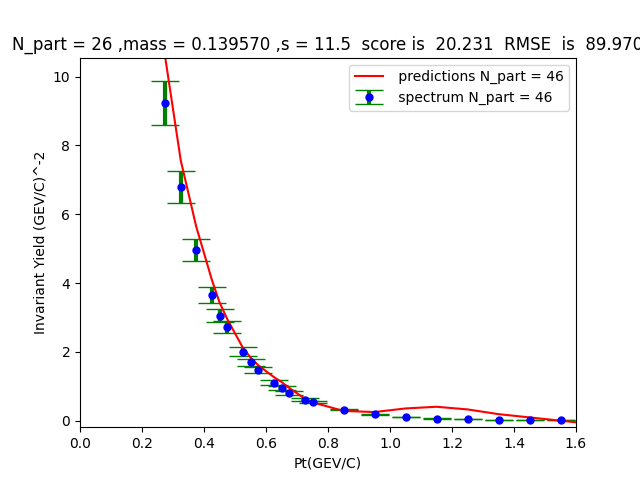 N_part = 26 ,mass = 0.139570 ,s = 11.5  score is  20.231  RMSE  is  89.970
predictions N_part = 46
spectrum N_part = 46
Invariant Yield (GEV/C)^-2
10
8
6
4
2
0
0.0 0.2 0.4 0.6 0.8 1.0 1.2 1.4 1.6
Pt(GEV/C)